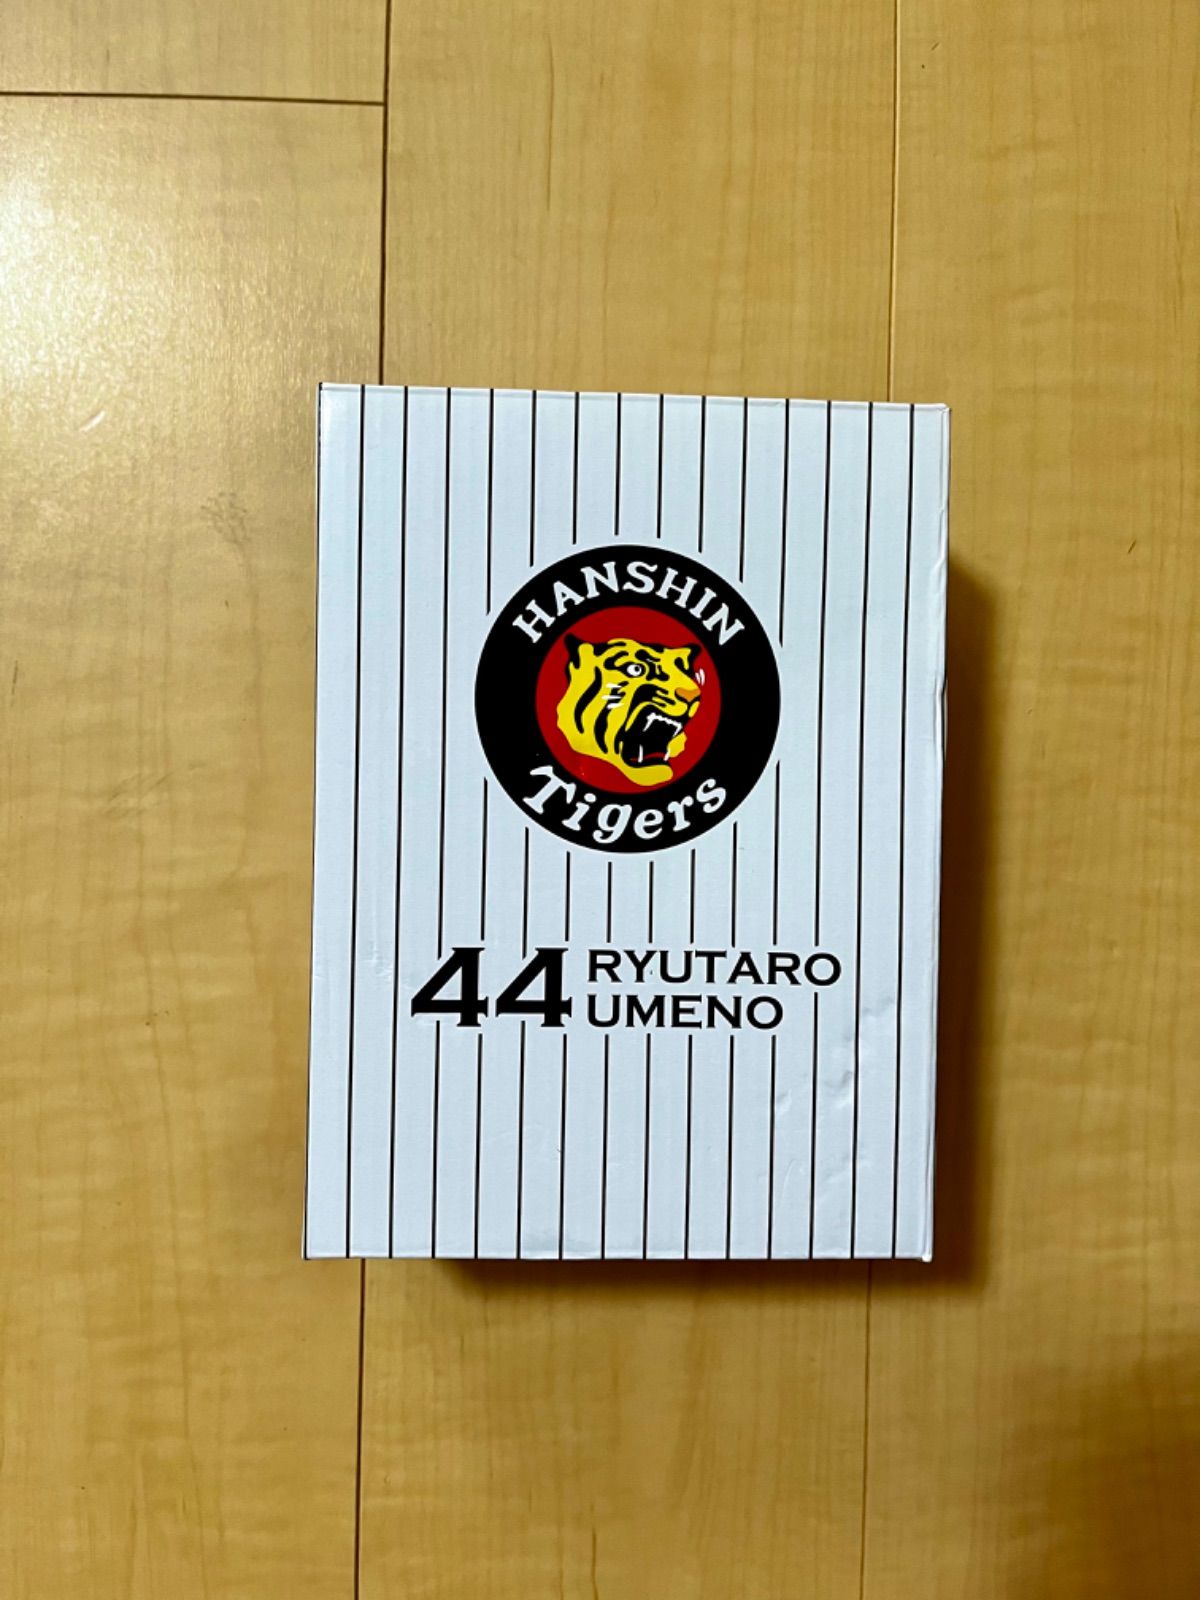 HANSHIN
Tigers
44 RYUTARO
UMENO